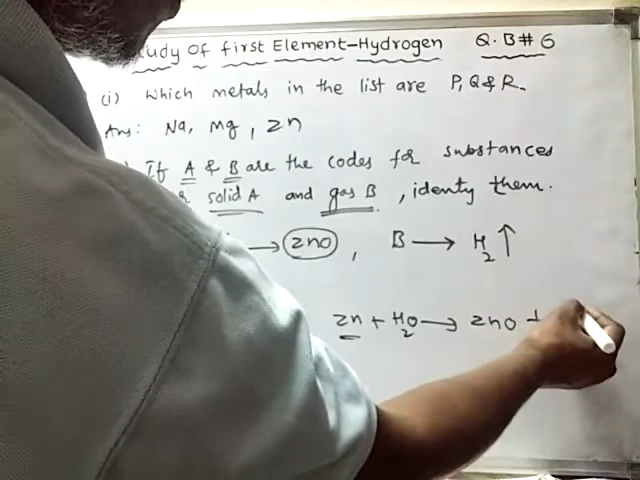 tudy of first Element-Hydrogen Q.B# 6
(i) Which metals in the list are P, Q & R.
Ans: Na, Mg, Zn
) If A & B are the codes for substances
solid A and gas B, identy them.
→ ZnO, B → H₂↑
Zn + H₂O → ZnO +